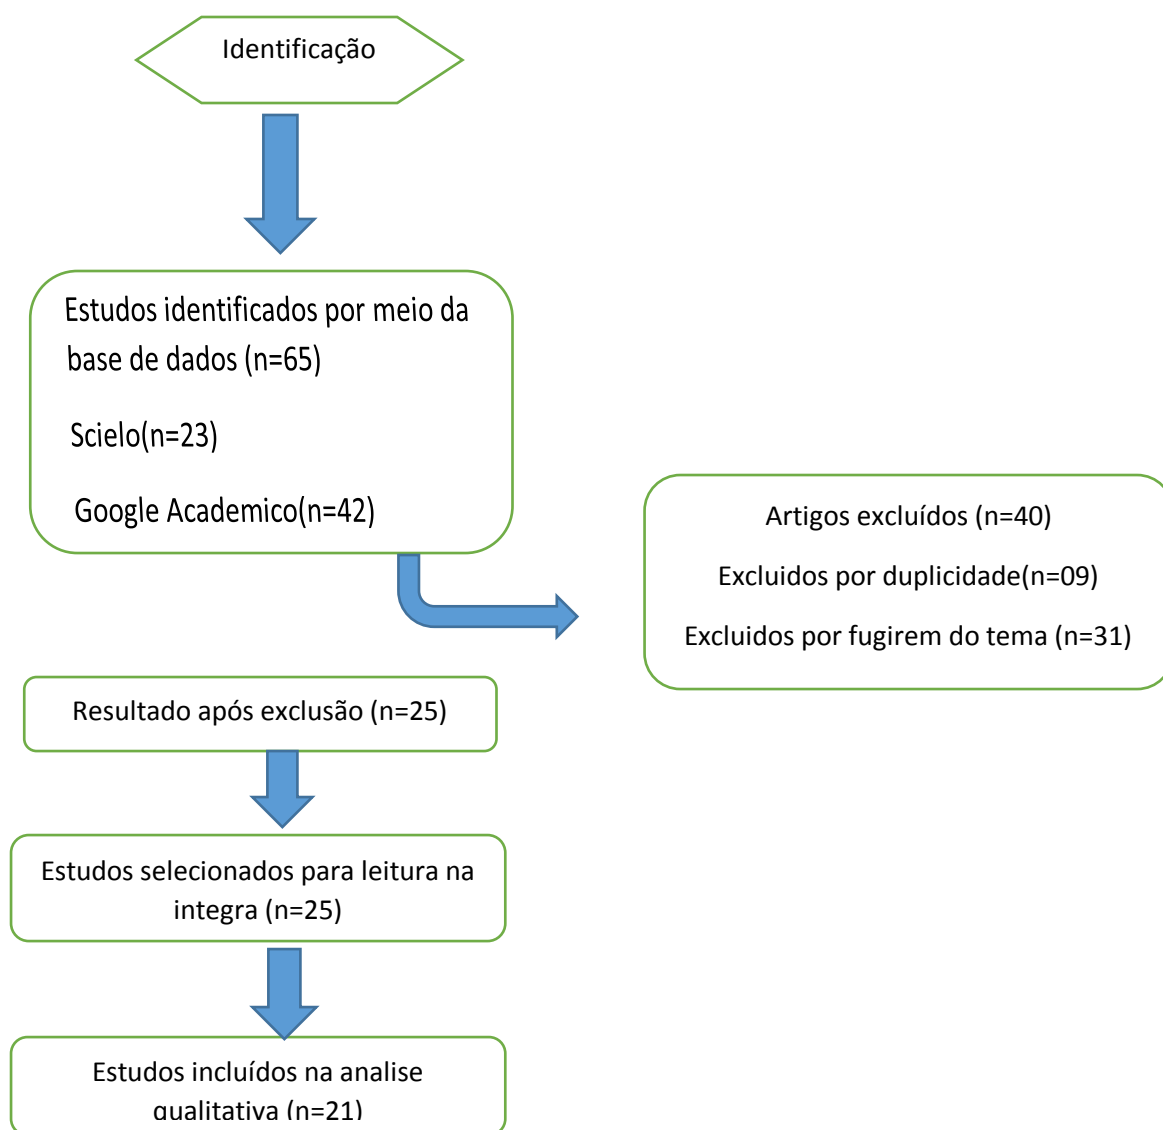 Identificação
Estudos identificados por meio da
base de dados (n=65)
Scielo(n=23)
Google Academico(n=42)
Artigos excluídos (n=40)
Excluidos por duplicidade(n=09)
Excluidos por fugirem do tema (n=31)
Resultado após exclusão (n=25)
Estudos selecionados para leitura na
integra (n=25)
Estudos incluídos na analise
qualitativa (n=21)